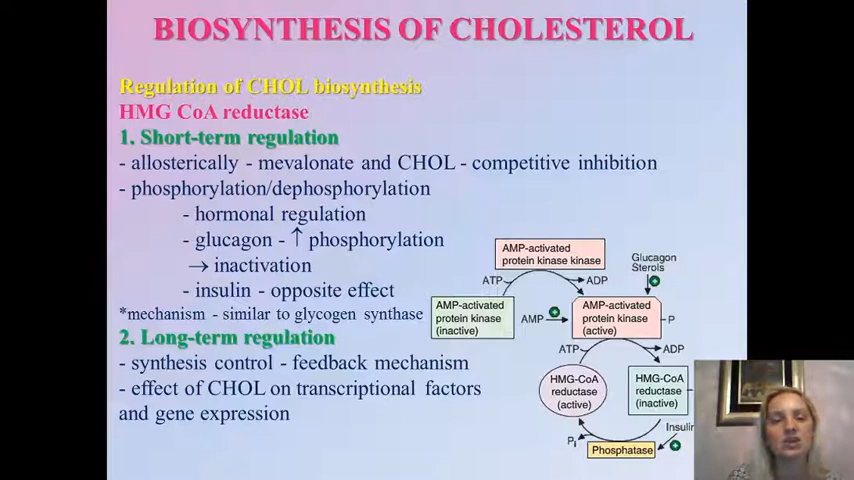 BIOSYNTHESIS OF CHOLESTEROL
Regulation of CHOL biosynthesis
HMG CoA reductase
1. Short-term regulation
- allosterically - mevalonate and CHOL - competitive inhibition
- phosphorylation/dephosphorylation
- hormonal regulation
- glucagon - ↑ phosphorylation
→ inactivation
- insulin - opposite effect
*mechanism - similar to glycogen synthase
2. Long-term regulation
- synthesis control - feedback mechanism
- effect of CHOL on transcriptional factors
and gene expression
AMP-activated
protein kinase kinase
Glucagon
Sterols
+
ATP
ADP
AMP-activated
protein kinase
(inactive)
AMP
+
AMP-activated
protein kinase
(active)
P
ATP
ADP
HMG-CoA
reductase
(active)
HMG-CoA
reductase
(inactive)
Insulin
+
Pi
Phosphatase